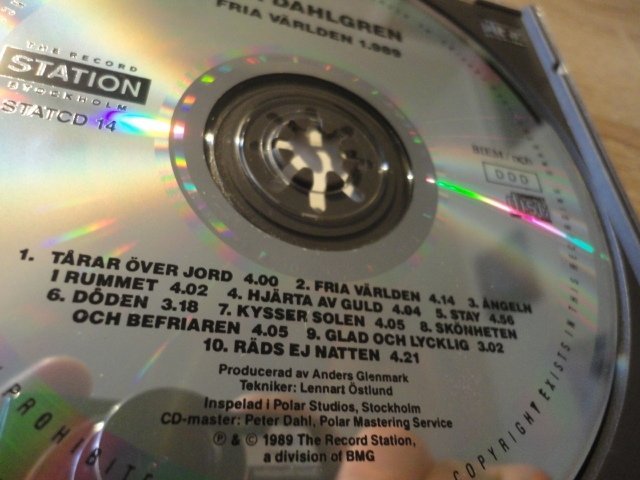 DAHLGREN
FRIA VÄRLDEN 1.989
THE RECORD
STATION
STOCKHOLM
STATCD 14
BIEM / ncb
DDD
1. TÅRAR ÖVER JORD 4.00 2. FRIA VÄRLDEN 4.14 3. ÄNGELN
I RUMMET 4.02 4. HJÄRTA AV GULD 4.04 5. STAY 4.56
6. DÖDEN 3.18 7. KYSSER SOLEN 4.05 8. SKÖNHETEN
OCH BEFRIAREN 4.05 9. GLAD OCH LYCKLIG 3.02
10. RÄDS EJ NATTEN 4.21
Producerad av Anders Glenmark
Tekniker: Lennart Östlund
Inspelad i Polar Studios, Stockholm
CD-master: Peter Dahl, Polar Mastering Service
℗ & © 1989 The Record Station,
a division of BMG
COPYRIGHT EXISTS IN THIS RECORDING
PROHIBITE